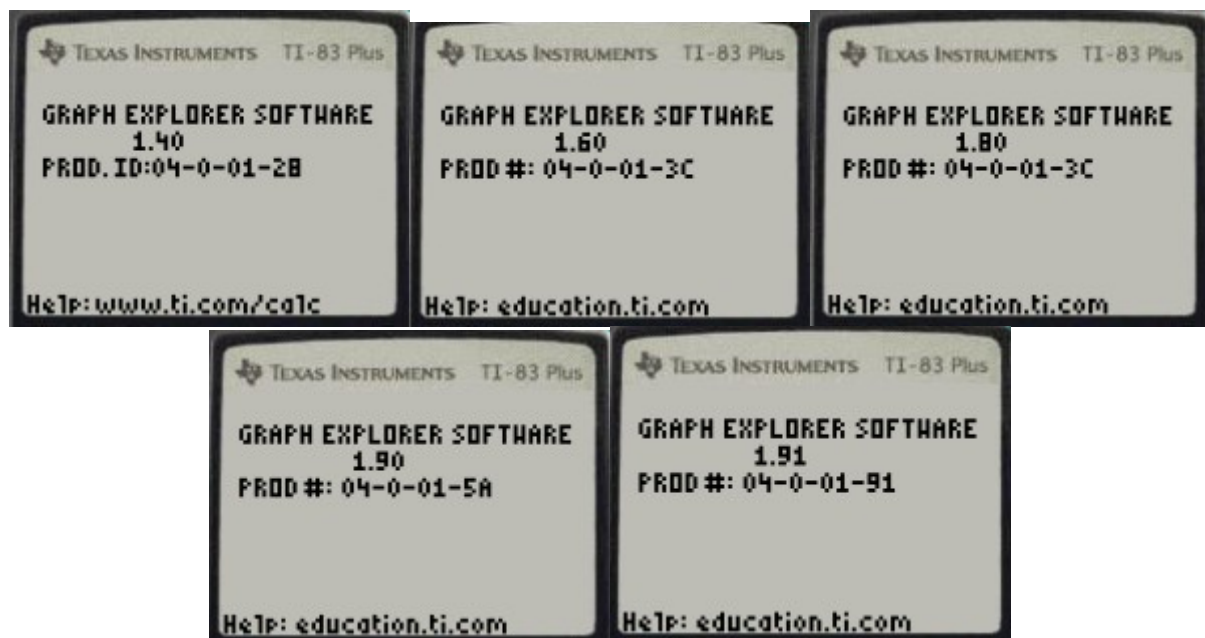 TEXAS INSTRUMENTS TI-83 Plus
GRAPH EXPLORER SOFTWARE
1.40
PROD. ID:04-0-01-28
Help: www.ti.com/calc
TEXAS INSTRUMENTS TI-83 Plus
GRAPH EXPLORER SOFTWARE
1.60
PROD #: 04-0-01-3C
Help: education.ti.com
TEXAS INSTRUMENTS TI-83 Plus
GRAPH EXPLORER SOFTWARE
1.80
PROD #: 04-0-01-3C
Help: education.ti.com
TEXAS INSTRUMENTS TI-83 Plus
GRAPH EXPLORER SOFTWARE
1.90
PROD #: 04-0-01-5A
Help: education.ti.com
TEXAS INSTRUMENTS TI-83 Plus
GRAPH EXPLORER SOFTWARE
1.91
PROD #: 04-0-01-91
Help: education.ti.com